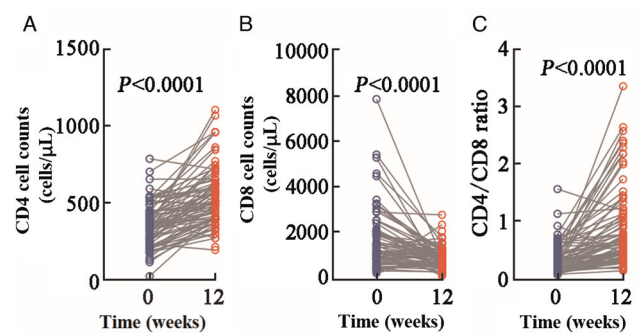 A
CD4 cell counts
(cells/μL)
1500
1000
500
0
P<0.0001
0 12
Time (weeks)
B
CD8 cell counts
(cells/μL)
10000
8000
6000
4000
2000
0
P<0.0001
0 12
Time (weeks)
C
CD4/CD8 ratio
4
3
2
1
0
P<0.0001
0 12
Time (weeks)